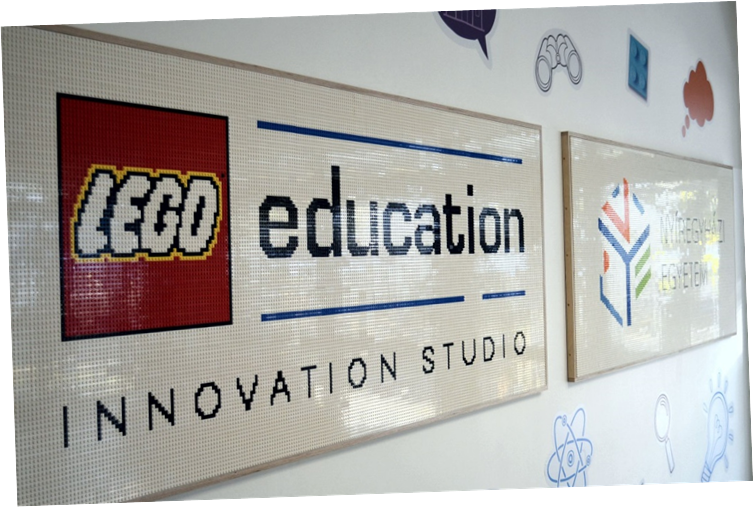 LEGO
education
INNOVATION STUDIO
NYÍREGYHÁZI
EGYETEM